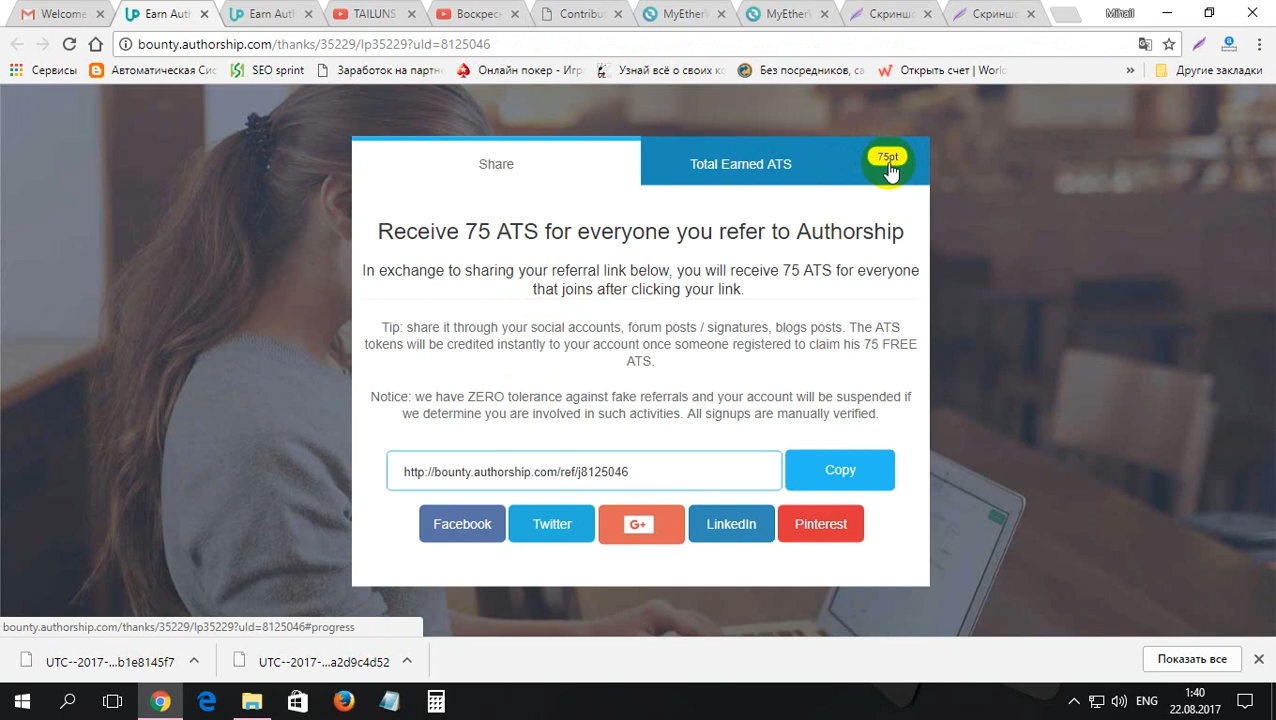 Welcome
Earn Auth
Earn Auth
TAILUNS
Воскрес
Contribut
MyEtherW
MyEtherW
Скриншо
Скриншо
Mihail
bounty.authorship.com/thanks/35229/lp35229?uId=8125046
Сервисы
Автоматическая Сис
SEO sprint
Заработок на партн
Онлайн покер - Игра
Узнай всё о своих к
Без посредников, са
Открыть счет | World
»
Другие закладки
Share
Total Earned ATS
75pt
Receive 75 ATS for everyone you refer to Authorship
In exchange to sharing your referral link below, you will receive 75 ATS for everyone
that joins after clicking your link.
Tip: share it through your social accounts, forum posts / signatures, blogs posts. The ATS
tokens will be credited instantly to your account once someone registered to claim his 75 FREE
ATS.
Notice: we have ZERO tolerance against fake referrals and your account will be suspended if
we determine you are involved in such activities. All signups are manually verified.
http://bounty.authorship.com/ref/j8125046
Copy
Facebook
Twitter
G+
LinkedIn
Pinterest
bounty.authorship.com/thanks/35229/lp35229?uId=8125046#progress
UTC--2017-...b1e8145f7
UTC--2017-...a2d9c4d52
Показать все
ENG
1:40
22.08.2017